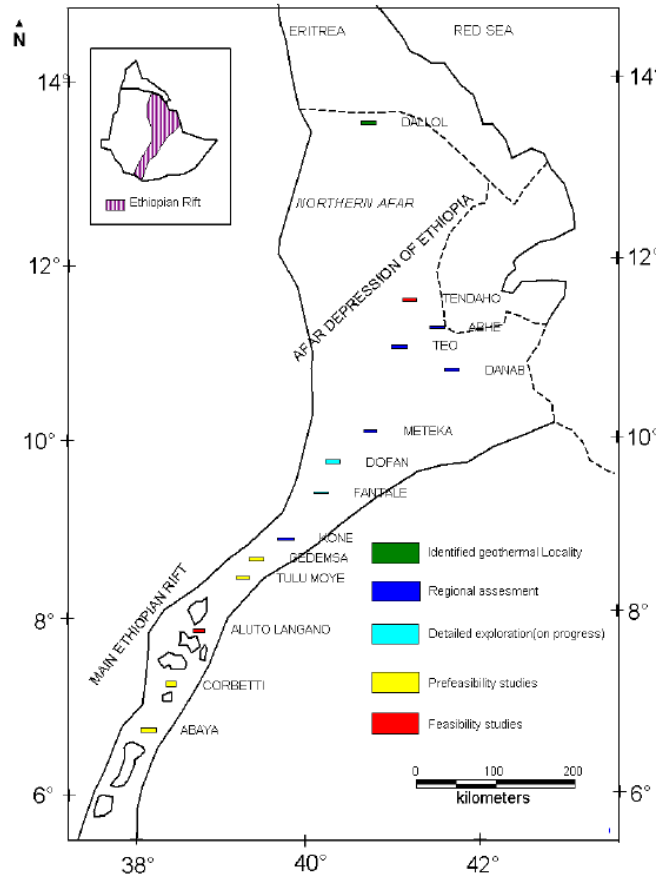 N
ERITREA
RED SEA
14°
14°
DALLOL
Ethiopian Rift
NORTHERN AFAR
AFAR DEPRESSION OF ETHIOPIA
12°
12°
TENDAHO
ABHE
TEO
DANAB
METEKA
10°
10°
DOFAN
FANTALE
KONE
GEDEMSA
TULU MOYE
MAIN ETHIOPIAN RIFT
ALUTO LANGANO
CORBETTI
ABAYA
Identified geothermal Locality
Regional assesment
Detailed exploration(on progress)
Prefeasibility studies
Feasibility studies
8°
8°
0 100 200
kilometers
6°
6°
38°
40°
42°